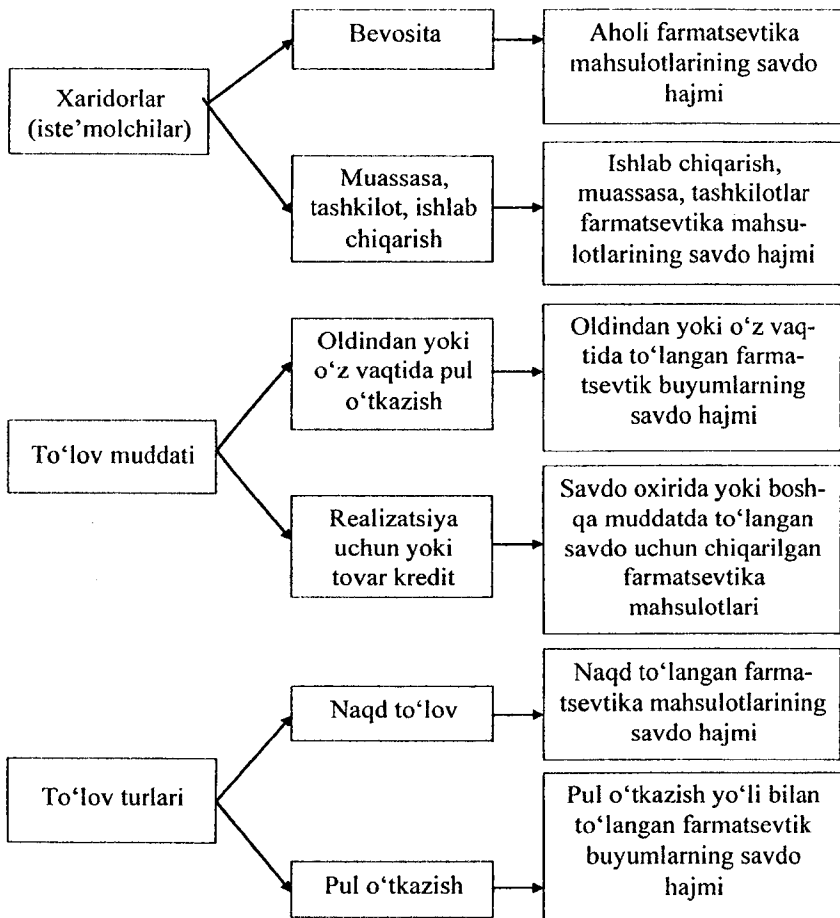 Xaridorlar
(iste’molchilar)
Bevosita
Aholi farmatsevtika
mahsulotlarining savdo
hajmi
Muassasa,
tashkilot, ishlab
chiqarish
Ishlab chiqarish,
muassasa, tashkilotlar
farmatsevtika mahsu-
lotlarining savdo hajmi
To‘lov muddati
Oldindan yoki
o‘z vaqtida pul
o‘tkazish
Oldindan yoki o‘z vaq-
tida to‘langan farma-
tsevtik buyumlarning
savdo hajmi
Realizatsiya
uchun yoki
tovar kredit
Savdo oxirida yoki bosh-
qa muddatda to‘langan
savdo uchun chiqarilgan
farmatsevtika
mahsulotlari
To‘lov turlari
Naqd to‘lov
Naqd to‘langan farma-
tsevtika mahsulotlarining
savdo hajmi
Pul o‘tkazish
Pul o‘tkazish yo‘li bilan
to‘langan farmatsevtik
buyumlarning savdo
hajmi